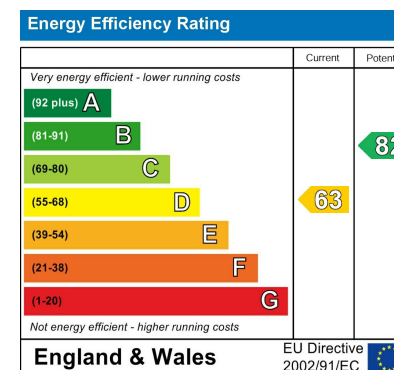 Energy Efficiency Rating
Current Potent
Very energy efficient - lower running costs
(92 plus) A
(81-91) B
(69-80) C
(55-68) D
63
(39-54) E
(21-38) F
(1-20) G
Not energy efficient - higher running costs
England & Wales
EU Directive
2002/91/EC